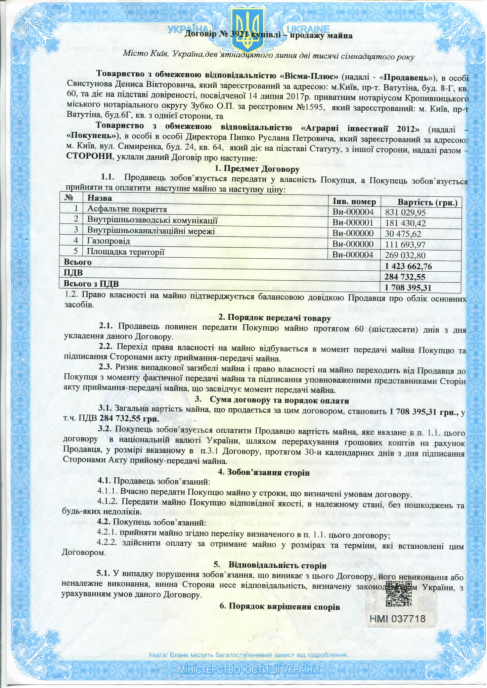 УКРАЇНА UKRAINE
Договір № 3921 купівлі – продажу майна
Місто Київ, Україна.дев’ятнадцятого липня дві тисячі сімнадцятого року
Товариство з обмеженою відповідальністю «Вісма-Плюс» (надалі - «Продавець»), в особі
Свистунова Дениса Вікторовича, який зареєстрований за адресою: м.Київ, пр-т Ватутіна, буд. 8-Г, кв.
60, та діє на підставі довіреності, посвідченої 14 липня 2017р. приватним нотаріусом Кропивницького
міського нотаріального округу Зубко О.П. за реєстровим №1595, який зареєстрований: м. Київ, пр-т
Ватутіна, буд.6Г, кв. з однієї сторони, та
Товариство з обмеженою відповідальністю «Аграрні інвестиції 2012» (надалі –
«Покупець»), в особі в особі Директора Пипко Руслана Петровича, який зареєстрований за адресою:
м. Київ, вул. Симиренка, буд. 24, кв. 64, який діє на підставі Статуту, з іншої сторони, надалі разом –
СТОРОНИ, уклали даний Договір про наступне:
1. Предмет Договору
1.1. Продавець зобов’язується передати у власність Покупця, а Покупець зобов’язується
прийняти та оплатити наступне майно за наступну ціну:
№ Назва Інв. номер Вартість (грн.)
1 Асфальтне покриття Ви-000004 831 029,95
2 Внутрішньозаводські комунікації Ви-000001 181 430,42
3 Внутрішньоканалізаційні мережі Ви-000000 30 475,62
4 Газопровід Ви-000000 111 693,97
5 Площадка території Ви-000004 269 032,80
Всього 1 423 662,76
ПДВ 284 732,55
Всього з ПДВ 1 708 395,31
1.2. Право власності на майно підтверджується балансовою довідкою Продавця про облік основних
засобів.
2. Порядок передачі товару
2.1. Продавець повинен передати Покупцю майно протягом 60 (шістдесяти) днів з дня
укладення даного Договору.
2.2. Перехід права власності на майно відбувається в момент передачі майна Покупцю та
підписання Сторонами акту приймання-передачі майна.
2.3. Ризик випадкової загибелі майна і право власності на майно переходить від Продавця до
Покупця з моменту фактичної передачі майна та підписання уповноваженими представниками Сторін
акту приймання-передачі майна, що засвідчує момент передачі майна.
3. Сума договору та порядок оплати
3.1. Загальна вартість майна, що продається за цим договором, становить 1 708 395,31 грн., у
т.ч. ПДВ 284 732,55 грн.
3.2. Покупець зобов’язується оплатити Продавцю вартість майна, яке вказане в п. 1.1. цього
договору в національній валюті України, шляхом перерахування грошових коштів на рахунок
Продавця, у розмірі вказаному в п.3.1 Договору, протягом 30-и календарних днів з дня підписання
Сторонами Акту прийому-передачі майна.
4. Зобов’язання сторін
4.1. Продавець зобов’язаний:
4.1.1. Вчасно передати Покупцю майно у строки, що визначені умовами договору.
4.1.2. Передати майно Покупцю відповідної якості, в належному стані, без пошкоджень та
будь-яких недоліків.
4.2. Покупець зобов’язаний:
4.2.1. прийняти майно згідно переліку визначеного в п. 1.1. цього договору;
4.2.2. здійснити оплату за отримане майно у розмірах та терміни, які встановлені цим
Договором.
5. Відповідальність сторін
5.1. У випадку порушення зобов’язання, що виникає з цього Договору, його невиконання або
неналежне виконання, винна Сторона несе відповідальність, визначену законодавством України, з
урахуванням умов даного Договору.
6. Порядок вирішення спорів
НМІ 037718
Увага! Бланк містить багатоступеневий захист від підроблення.
МІНІСТЕРСТВО ЮСТИЦІЇ УКРАЇНИ